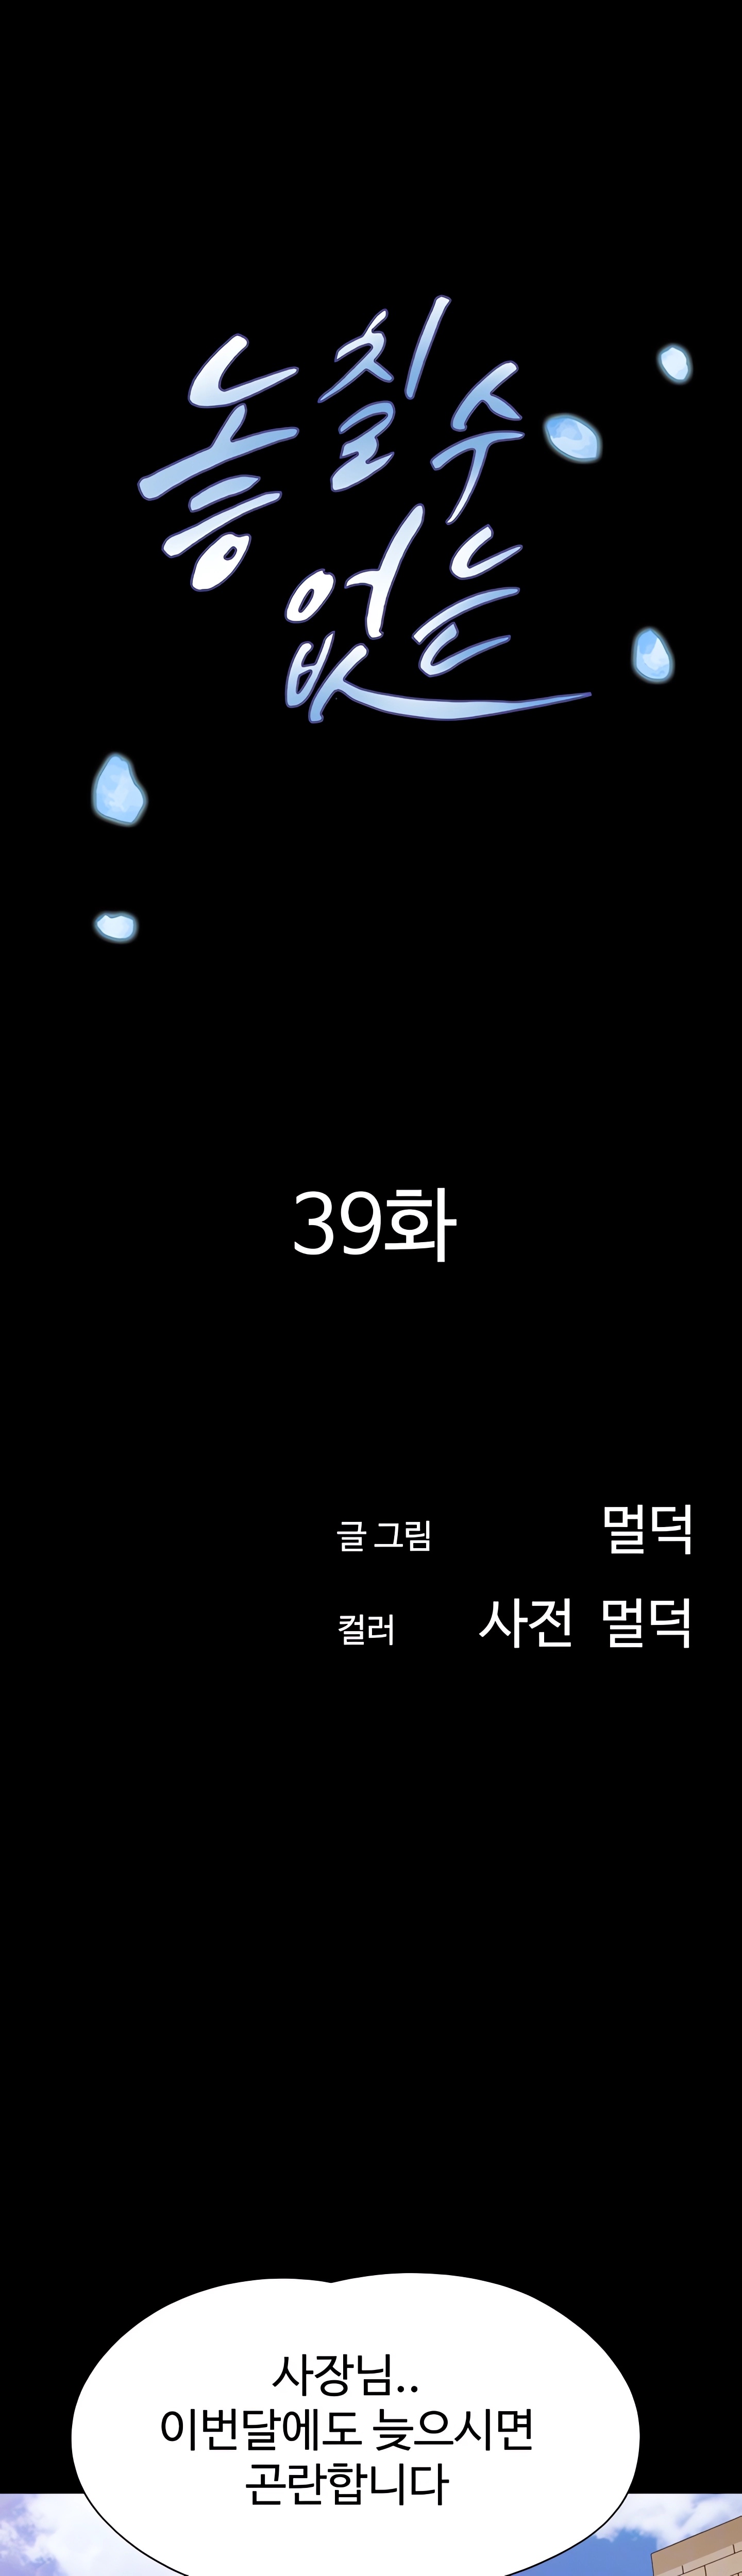 놓칠 수
없는
39화
글 그림 멀덕
컬러 사전 멀덕
사장님..
이번달에도 늦으시면
곤란합니다